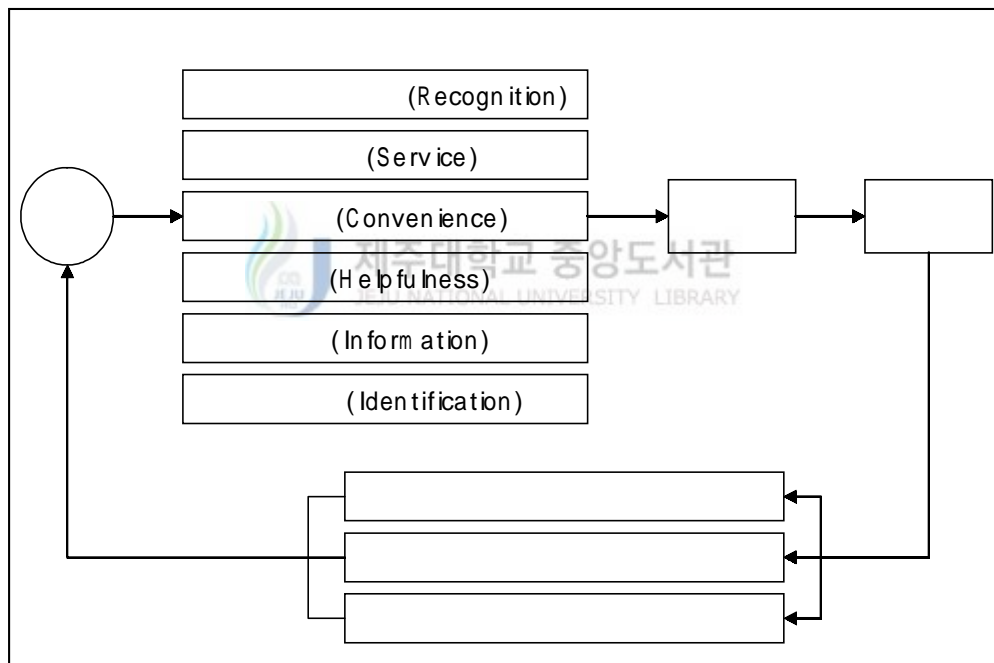 (Recognition)
(Service)
(Convenience)
제주대학교 중앙도서관
(Helpfulness)
JEJU NATIONAL UNIVERSITY LIBRARY
(Information)
(Identification)